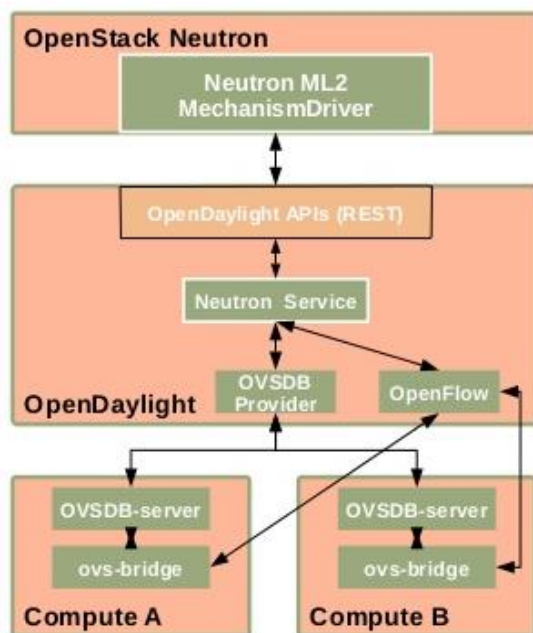 OpenStack Neutron
Neutron ML2
MechanismDriver
OpenDaylight APIs (REST)
Neutron Service
OVSDB
Provider
OpenFlow
OpenDaylight
OVSDB-server
ovs-bridge
Compute A
OVSDB-server
ovs-bridge
Compute B